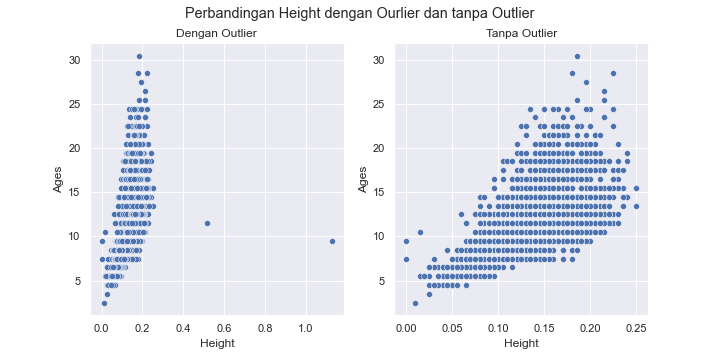 Perbandingan Height dengan Ourlier dan tanpa Outlier
Dengan Outlier
30
25
20
15
10
5
Ages
0.0 0.2 0.4 0.6 0.8 1.0
Height
Tanpa Outlier
30
25
20
15
10
5
Ages
0.00 0.05 0.10 0.15 0.20 0.25
Height